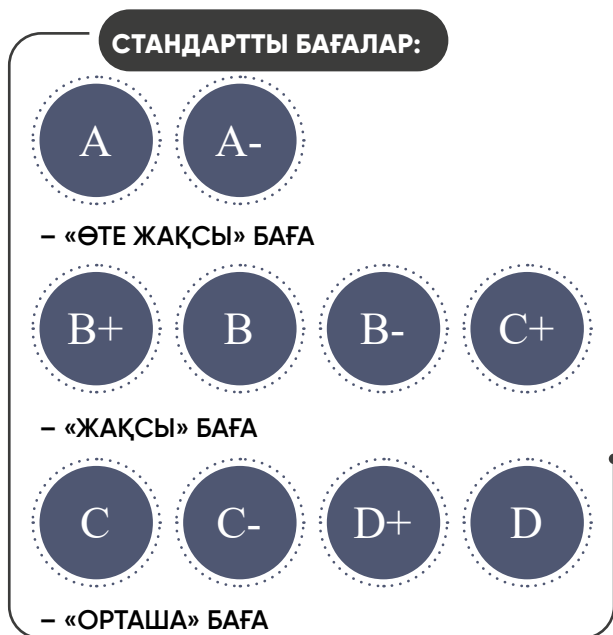 СТАНДАРТТЫ БАҒАЛАР:
A A-
– «ӨТЕ ЖАҚСЫ» БАҒА
B+ B B- C+
– «ЖАҚСЫ» БАҒА
C C- D+ D
– «ОРТАША» БАҒА